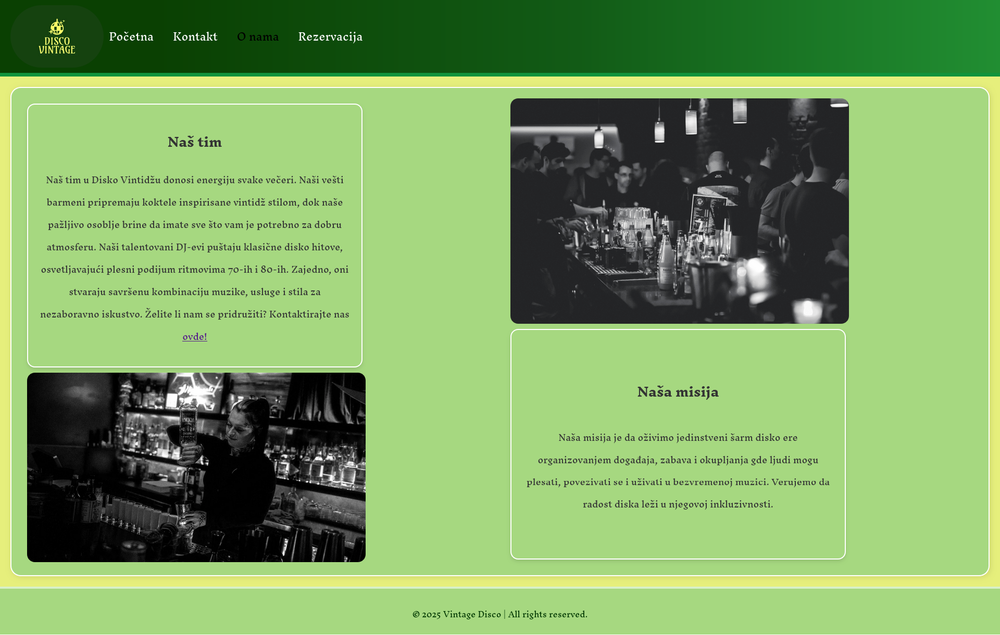 DISCO
VINTAGE
Početna Kontakt O nama Rezervacija
Naš tim
Naš tim u Disko Vintidžu donosi energiju svake večeri. Naši vešti
barmeni pripremaju koktele inspirisane vintidž stilom, dok naše
pažljivo osoblje brine da imate sve što vam je potrebno za dobru
atmosferu. Naši talentovani DJ-evi puštaju klasične disko hitove,
osvetljavajući plesni podijum ritmovima 70-ih i 80-ih. Zajedno, oni
stvaraju savršenu kombinaciju muzike, usluge i stila za
nezaboravno iskustvo. Želite li nam se pridružiti? Kontaktirajte nas
ovde!
Naša misija
Naša misija je da oživimo jedinstveni šarm disko ere
organizovanjem događaja, zabava i okupljanja gde ljudi mogu
plesati, povezivati se i uživati u bezvremenoj muzici. Verujemo da
radost diska leži u njegovoj inkluzivnosti.
© 2025 Vintage Disco | All rights reserved.